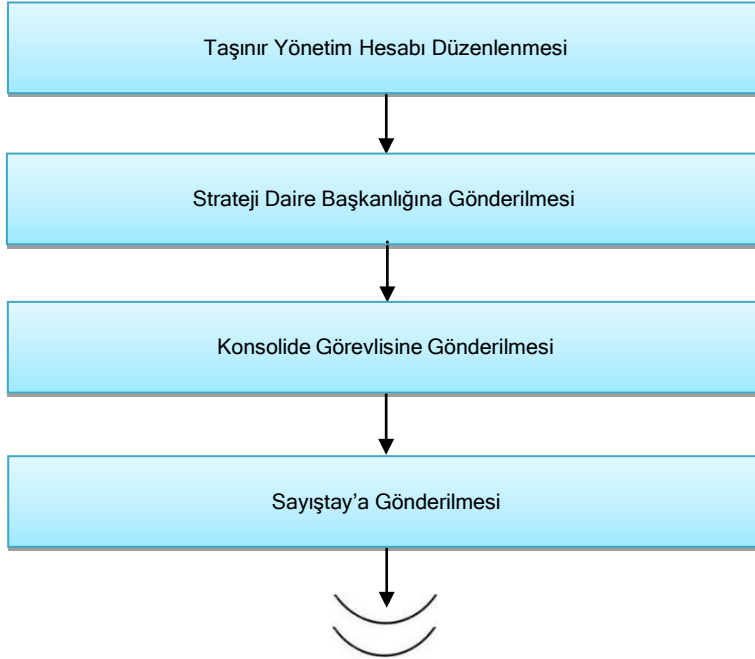 Taşınır Yönetim Hesabı Düzenlenmesi
Strateji Daire Başkanlığına Gönderilmesi
Konsolide Görevlisine Gönderilmesi
Sayıştay’a Gönderilmesi